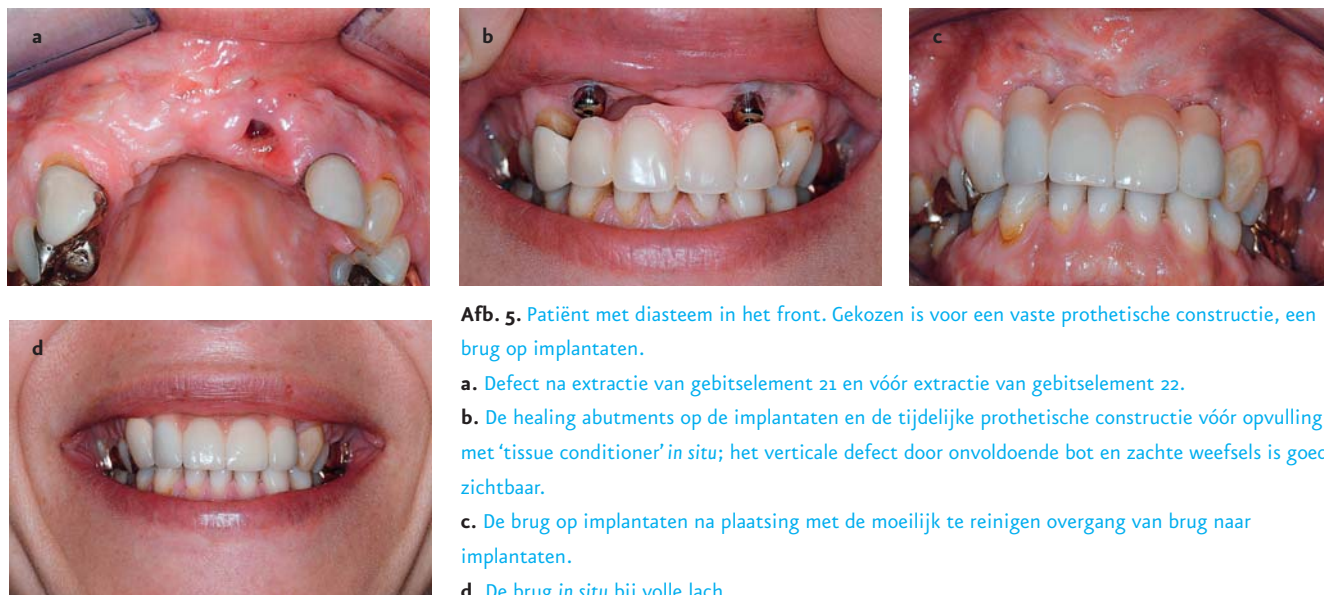 a
b
c
d
Afb. 5. Patiënt met diasteem in het front. Gekozen is voor een vaste prothetische constructie, een
brug op implantaten.
a. Defect na extractie van gebitselement 21 en vóór extractie van gebitselement 22.
b. De healing abutments op de implantaten en de tijdelijke prothetische constructie vóór opvulling
met ‘tissue conditioner’ in situ; het verticale defect door onvoldoende bot en zachte weefsels is goed
zichtbaar.
c. De brug op implantaten na plaatsing met de moeilijk te reinigen overgang van brug naar
implantaten.
d. De brug in situ bij volle lach